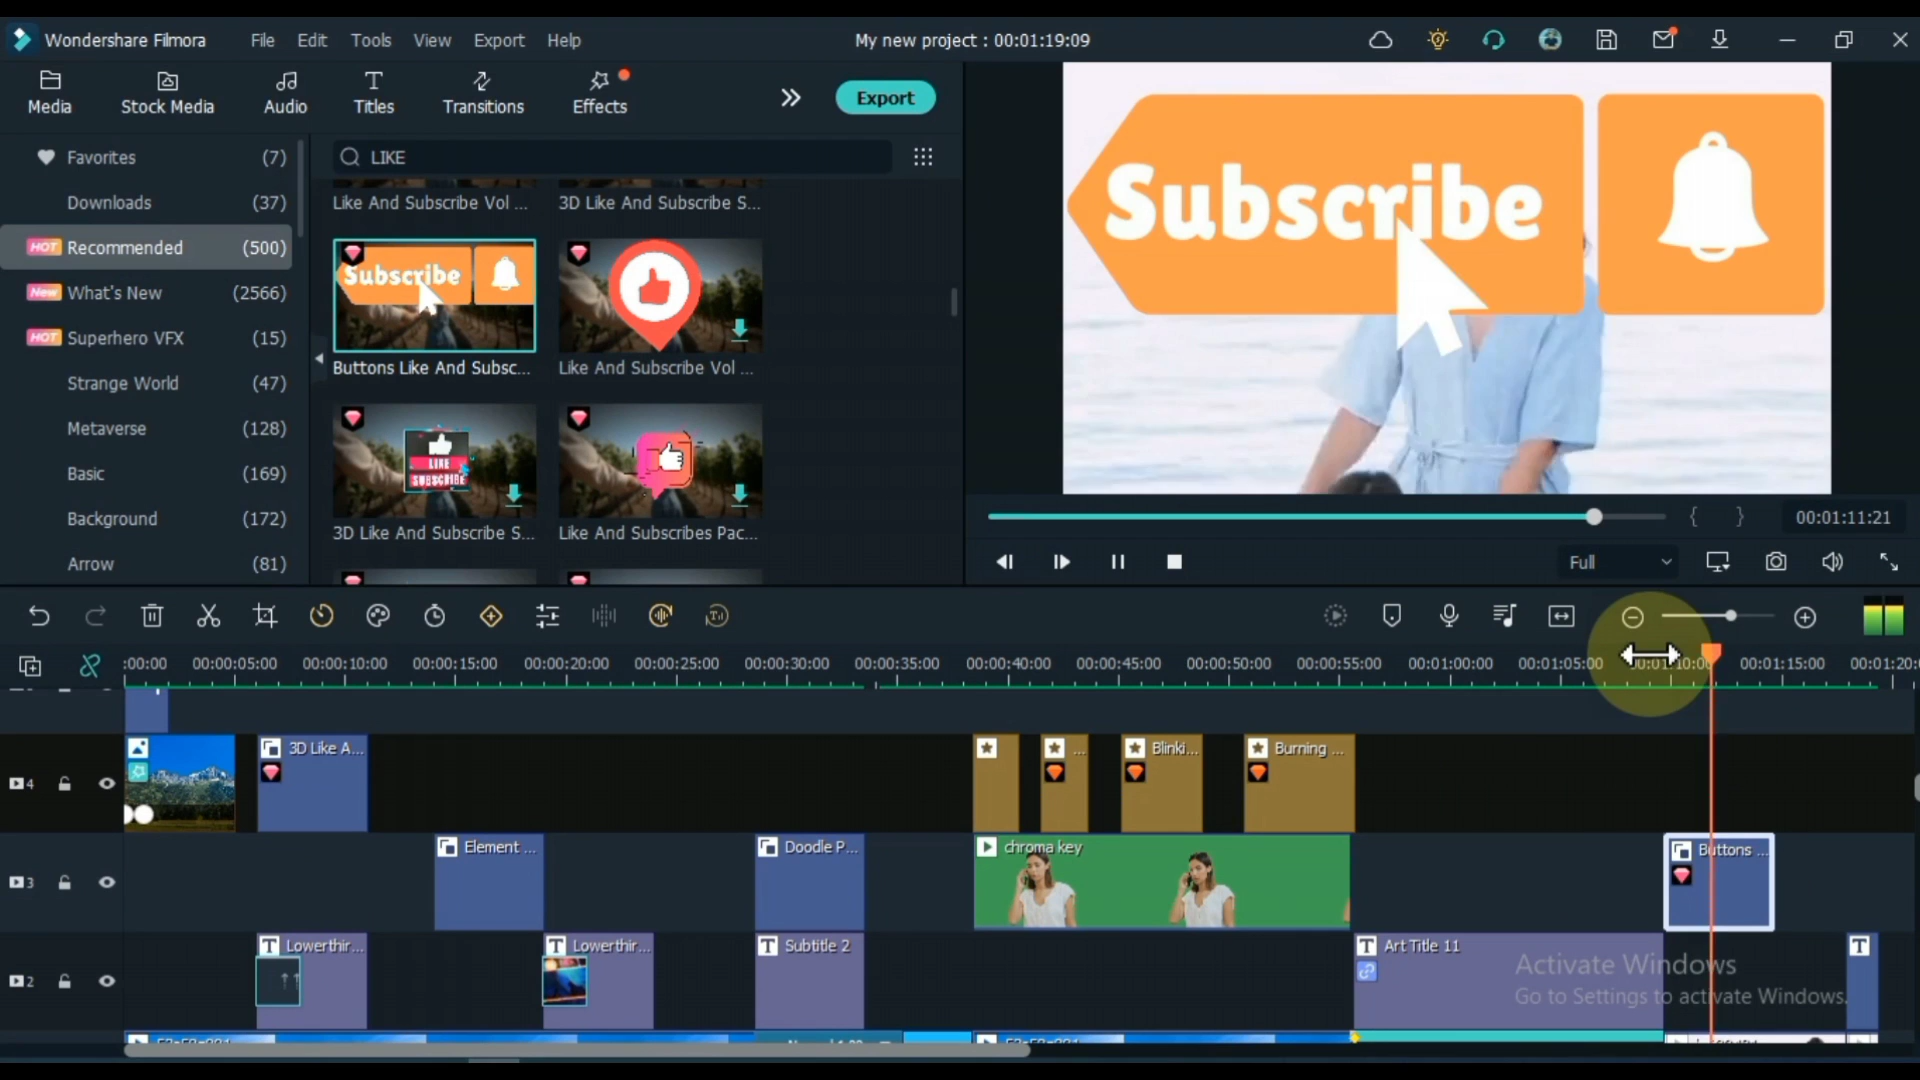 Wondershare Filmora
File Edit Tools View Export Help
My new project : 00:01:19:09
Media Stock Media Audio Titles Transitions Effects
Export
Favorites (7)
Downloads (37)
HOT Recommended (500)
New What's New (2566)
HOT Superhero VFX (15)
Strange World (47)
Metaverse (128)
Basic (169)
Background (172)
Arrow (81)
LIKE
Like And Subscribe Vol ...
3D Like And Subscribe S...
Subscribe
Buttons Like And Subsc...
Like And Subscribe Vol ...
LIKE
SUBSCRIBE
3D Like And Subscribe S...
Like And Subscribes Pac...
Subscribe
00:01:11:21
Full
:00:00 00:00:05:00 00:00:10:00 00:00:15:00 00:00:20:00 00:00:25:00 00:00:30:00 00:00:35:00 00:00:40:00 00:00:45:00 00:00:50:00 00:00:55:00 00:01:00:00 00:01:05:00 00:01:10:00 00:01:15:00 00:01:20:
4
3D Like A...
...
Blinki...
Burning ...
3
Element ...
Doodle P...
chroma key
Buttons ...
2
Lowerthir...
Lowerthir...
Subtitle 2
Art Title 11
Activate Windows
Go to Settings to activate Windows.